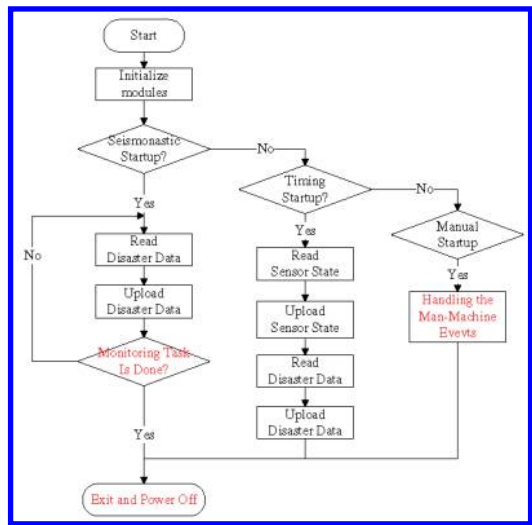 Start
Initialize
modules
Seismonastic
Startup?
No
Timing
Startup?
No
Manual
Startup
Yes
Yes
Yes
No
Read
Disaster Data
Upload
Disaster Data
Monitoring Task
Is Done?
Yes
Read
Sensor State
Upload
Sensor State
Read
Disaster Data
Upload
Disaster Data
Handling the
Man-Machine
Evevts
Exit and Power Off